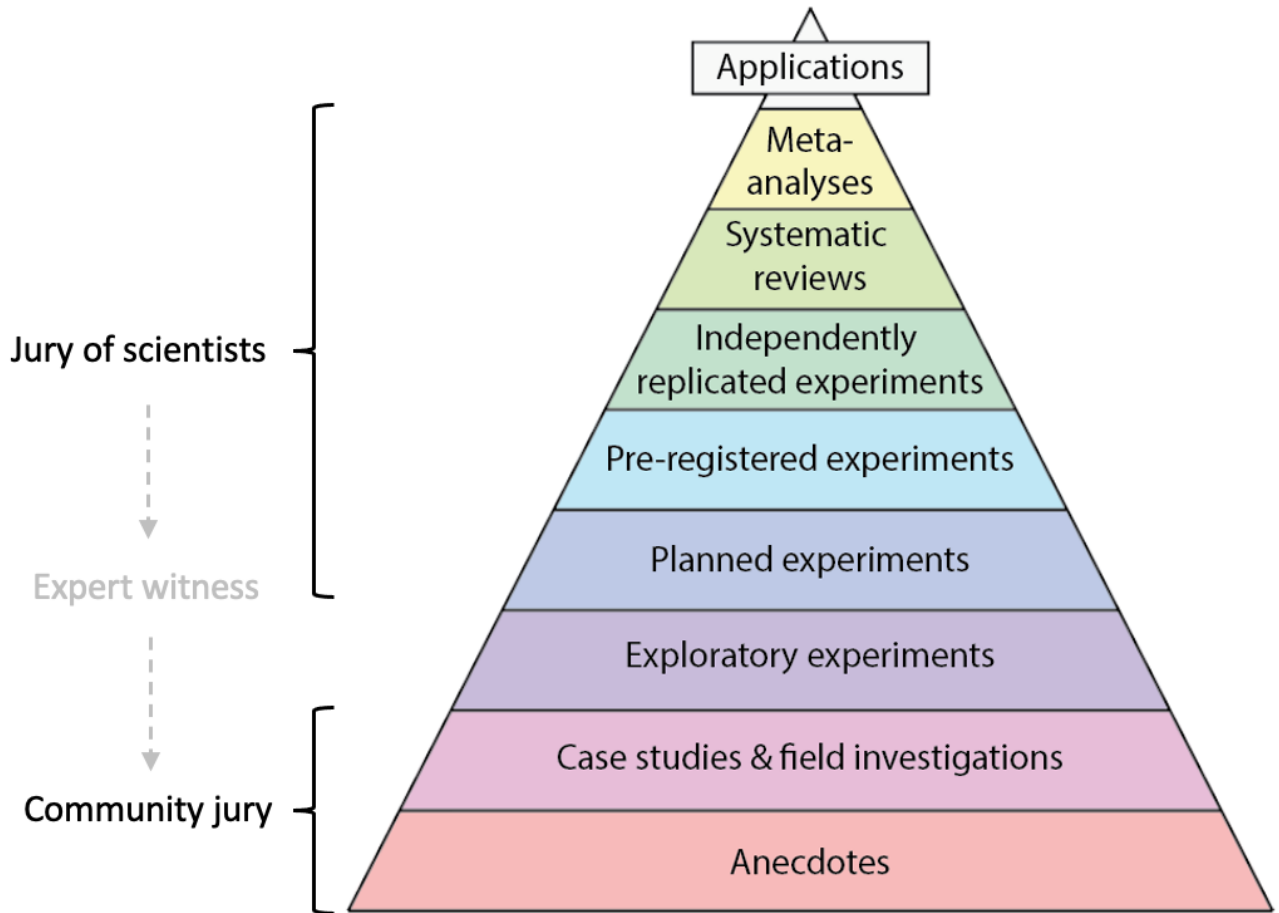 Applications
Meta-
analyses
Systematic
reviews
Independently
replicated experiments
Pre-registered experiments
Planned experiments
Exploratory experiments
Case studies & field investigations
Anecdotes
Jury of scientists
Expert witness
Community jury